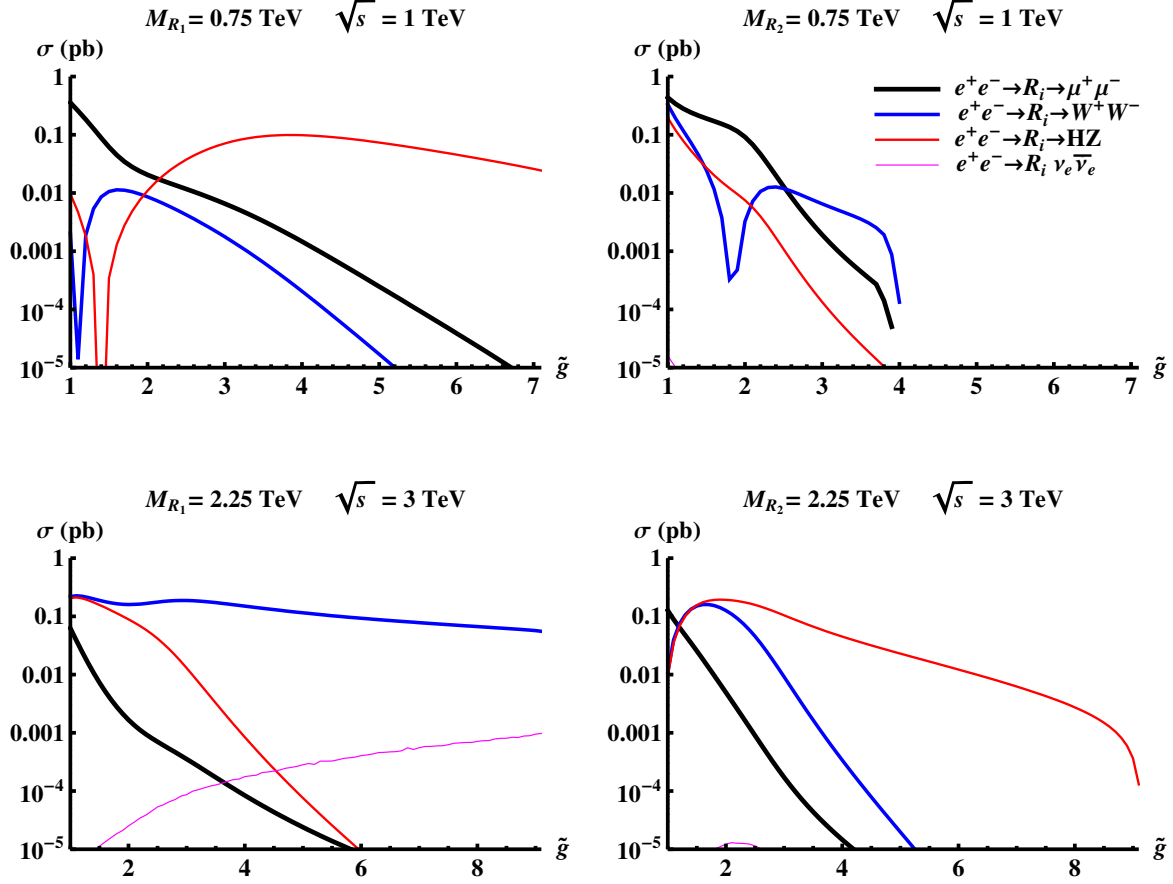 M_{R_1} = 0.75 TeV √s = 1 TeV
σ (pb)
1
0.1
0.01
0.001
10^{-4}
10^{-5}
1 2 3 4 5 6 7 g̃
M_{R_2} = 0.75 TeV √s = 1 TeV
σ (pb)
1
0.1
0.01
0.001
10^{-4}
10^{-5}
1 2 3 4 5 6 7 g̃
e^+e^-→R_i→μ^+μ^-
e^+e^-→R_i→W^+W^-
e^+e^-→R_i→HZ
e^+e^-→R_i ν_e ν̅_e
M_{R_1} = 2.25 TeV √s = 3 TeV
σ (pb)
1
0.1
0.01
0.001
10^{-4}
10^{-5}
2 4 6 8 g̃
M_{R_2} = 2.25 TeV √s = 3 TeV
σ (pb)
1
0.1
0.01
0.001
10^{-4}
10^{-5}
2 4 6 8 g̃